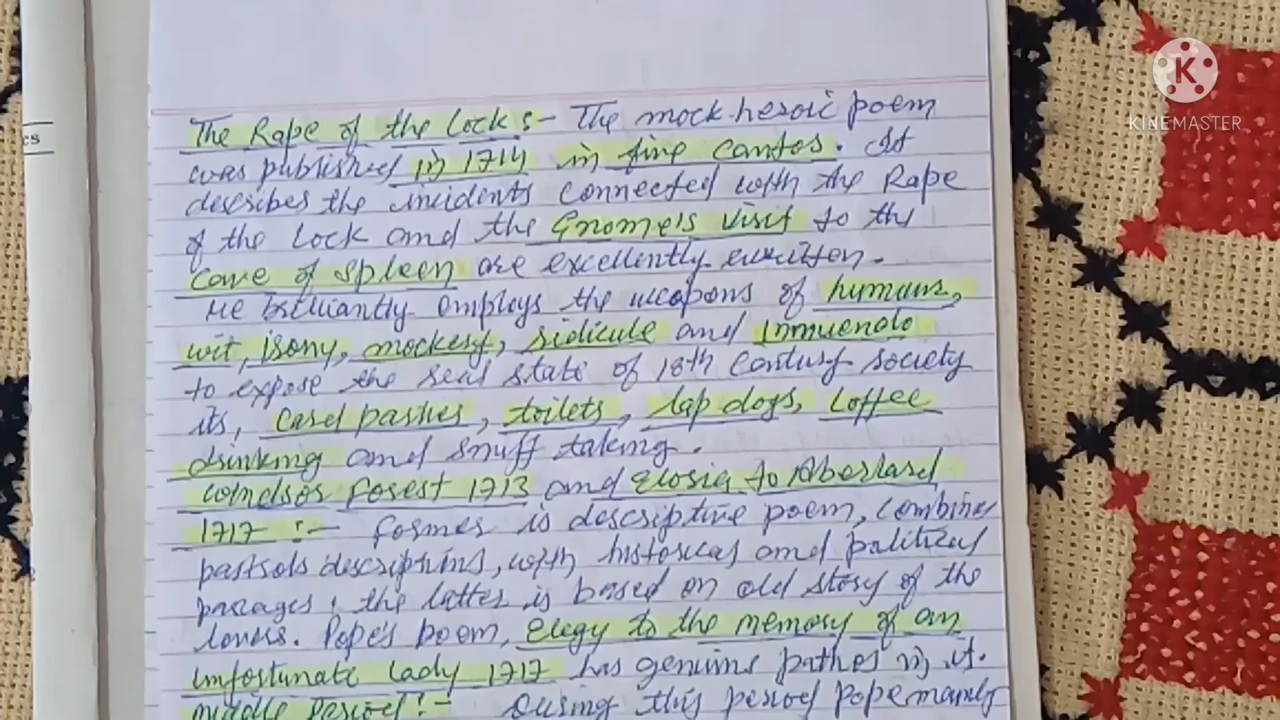 The Rape of the Lock :- The mock-heroic poem
was published in 1714 in five cantos. It
describes the incidents connected with the Rape
of the Lock and the Gnome's visit to the
cave of spleen are excellently written.
He brilliantly employs the weapons of humour,
wit, irony, mockery, ridicule and Innuendo
to expose the real state of 18th Century society
its, Card parties, toilets, lap dogs, Coffee
drinking and snuff taking.
Windsor Forest 1713 and Eloisa to Aberlard
1717 :- former is descriptive poem, combines
descriptions, with historical and political
the latter is based on old story of the
lovers. Pope's poem, elegy to the memory of an
Unfortunate lady 1717 has genuine pathos in it.
Middle Period :- During this period Pope mainly
cs
K
KINEMASTER